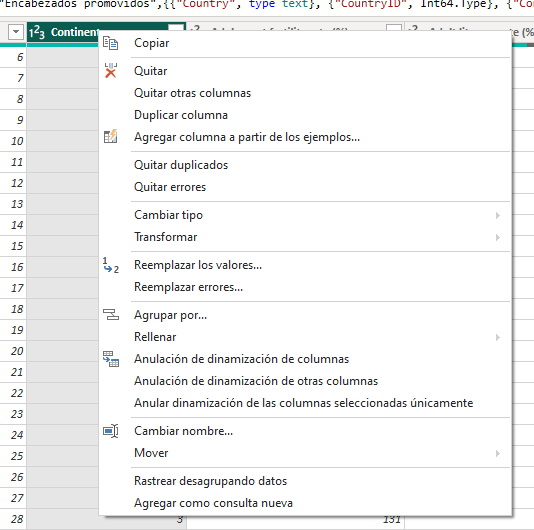 "Encabezados promovidos",{{"Country", type text}, {"CountryID", Int64.Type}, {"Co
1²3 Continent
6
Copiar
7
Quitar
8
Quitar otras columnas
9
Duplicar columna
10
Agregar columna a partir de los ejemplos...
11
Quitar duplicados
12
Quitar errores
13
14
Cambiar tipo
15
Transformar
16
Reemplazar los valores...
17
Reemplazar errores...
18
Agrupar por...
19
Rellenar
20
Anulación de dinamización de columnas
21
Anulación de dinamización de otras columnas
22
Anular dinamización de las columnas seleccionadas únicamente
23
24
Cambiar nombre...
25
Mover
26
Rastrear desagrupando datos
27
Agregar como consulta nueva
28 3 131